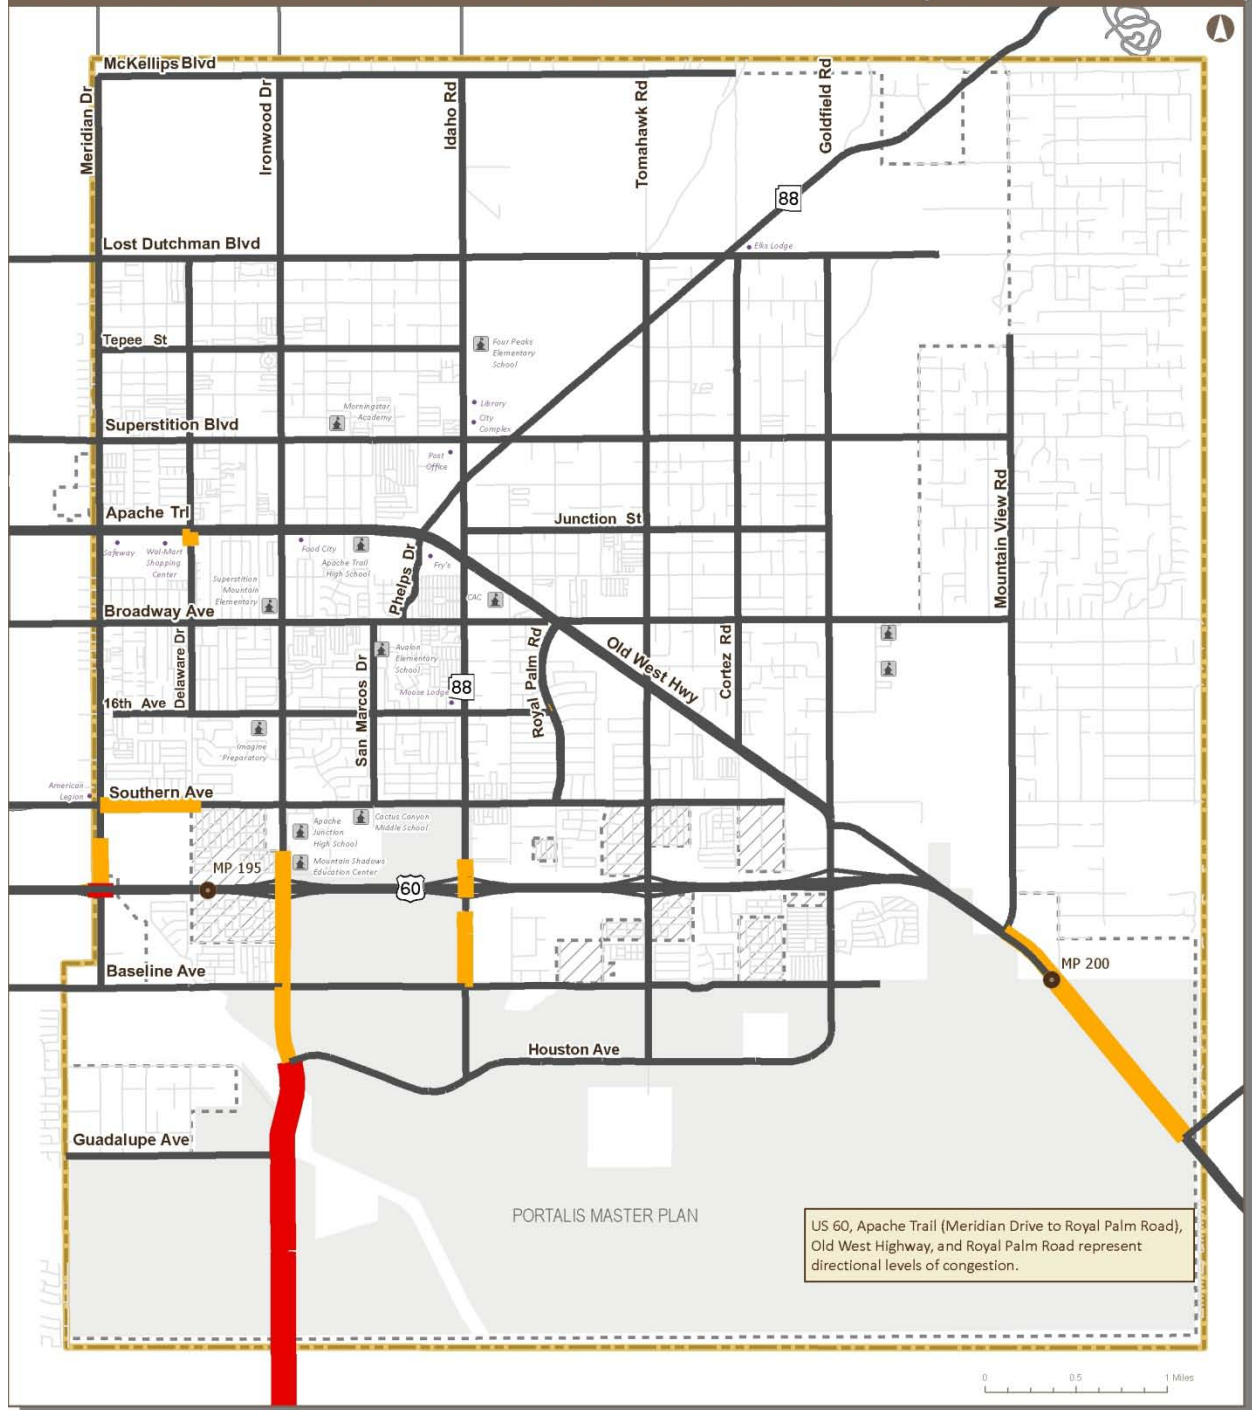 McKellips Blvd
Meridian Dr
Ironwood Dr
Idaho Rd
Tomahawk Rd
Goldfield Rd
88
Lost Dutchman Blvd
Elks Lodge
Tepee St
Four Peaks
Elementary
School
Morningstar
Academy
Library
City
Complex
Superstition Blvd
Post
Office
Mountain View Rd
Apache Trl
Junction St
Safeway
Wal-Mart
Shopping
Center
Food City
Apache Trail
High School
Phelps Dr
Fry's
Superstition
Mountain
Elementary
CAC
Broadway Ave
Delaware Dr
San Marcos Dr
Avalon
Elementary
School
Moose Lodge
88
Royal Palm Rd
Old West Hwy
Cortez Rd
16th Ave
Imagine
Preparatory
American
Legion
Southern Ave
Apache
Junction
High School
Cactus Canyon
Middle School
Mountain Shadows
Education Center
MP 195
60
Baseline Ave
MP 200
Houston Ave
Guadalupe Ave
PORTALIS MASTER PLAN
US 60, Apache Trail (Meridian Drive to Royal Palm Road),
Old West Highway, and Royal Palm Road represent
directional levels of congestion.
0 0.5 1 Miles